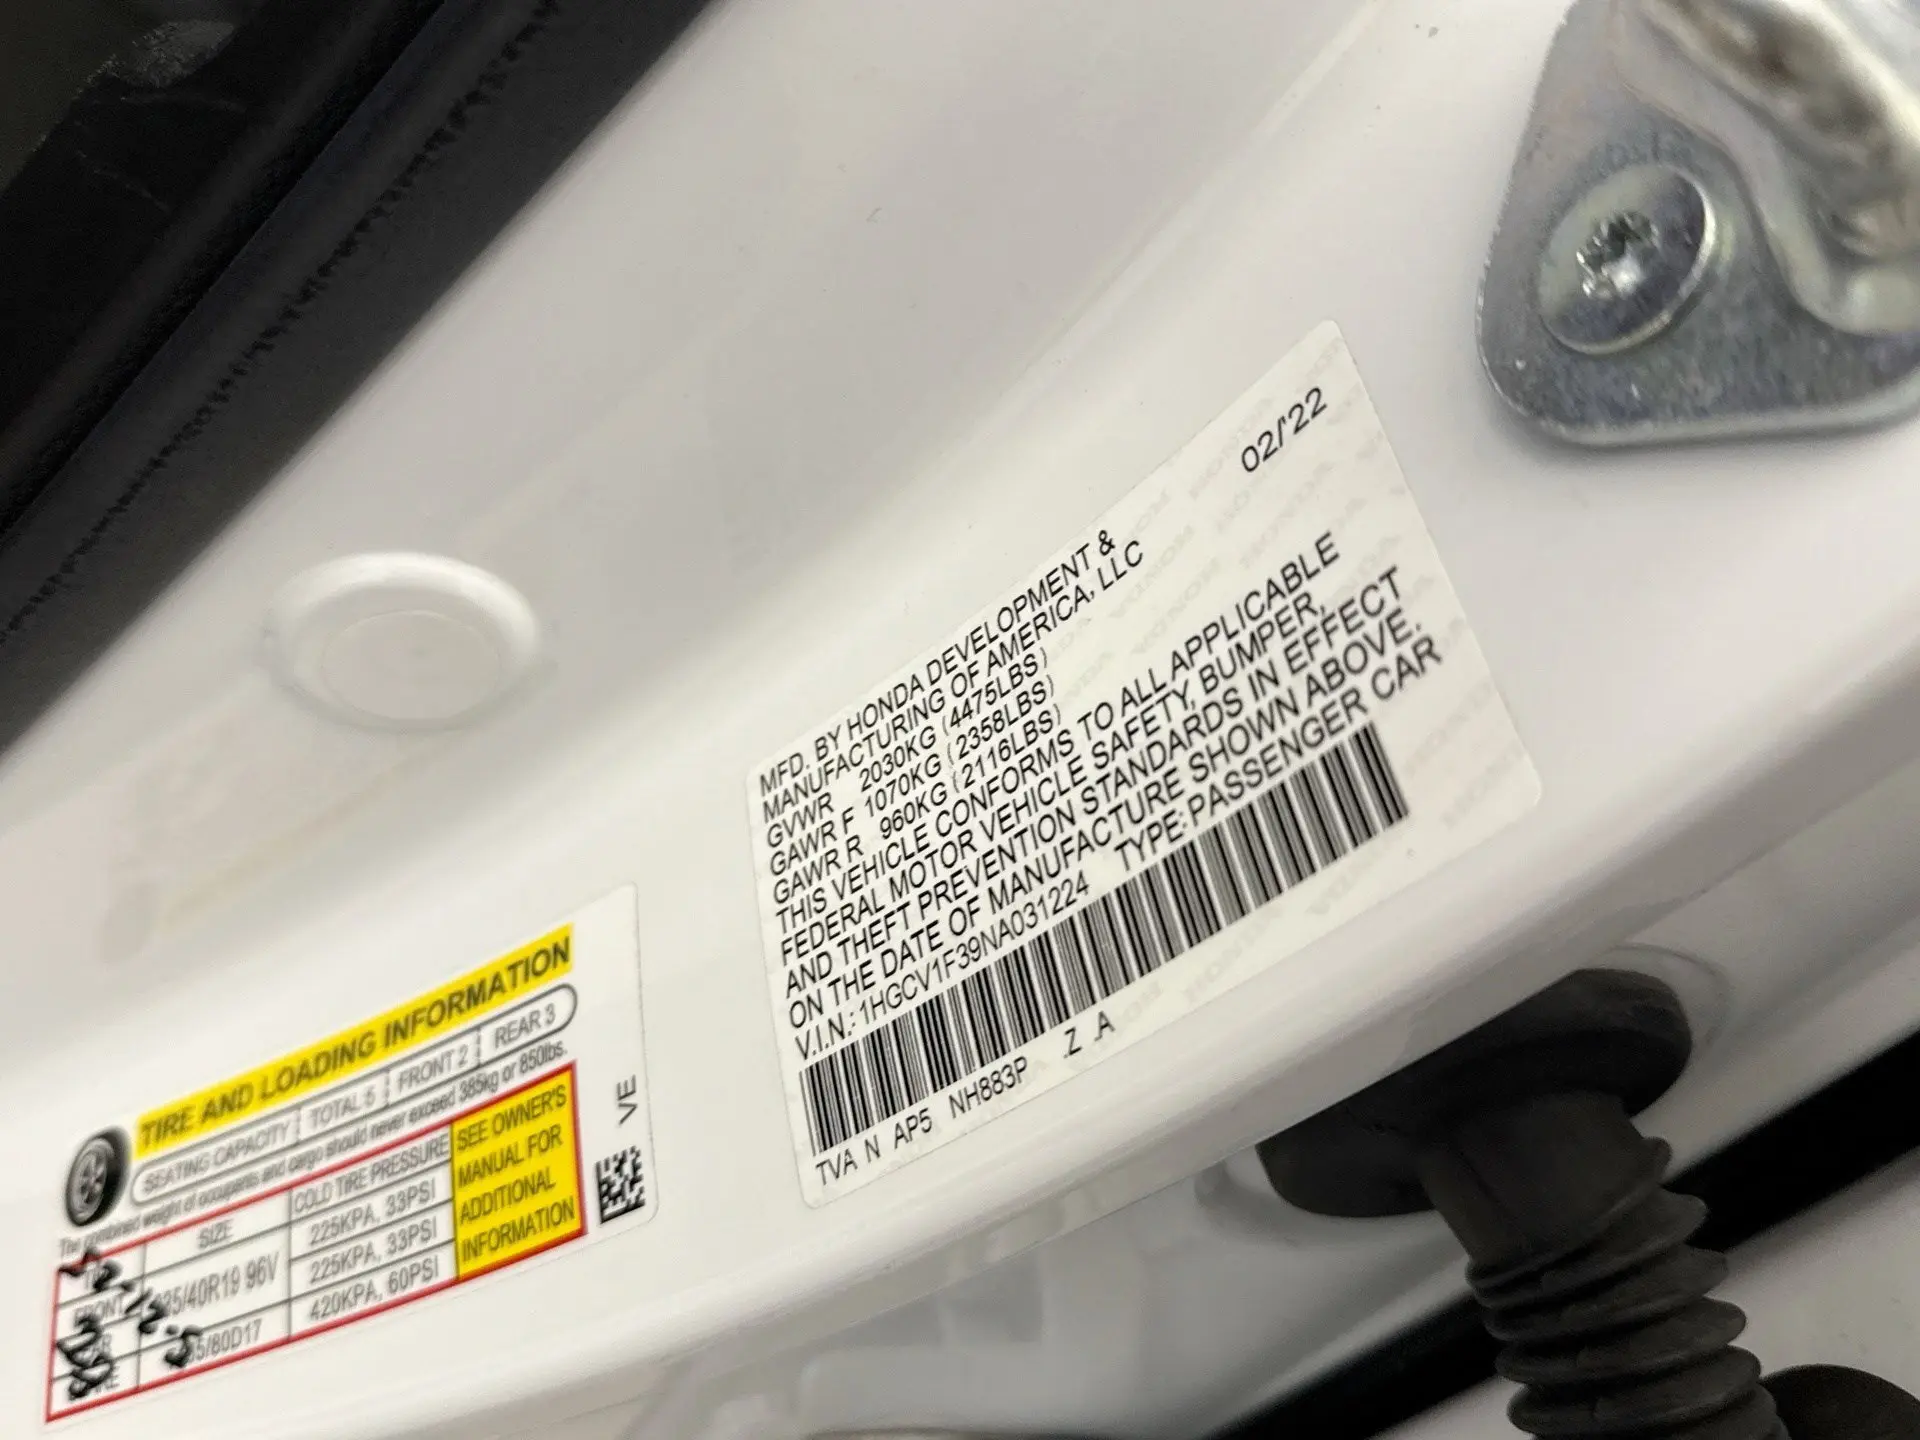 02/'22
MFD. BY HONDA DEVELOPMENT &
MANUFACTURING OF AMERICA, LLC
GVWR 2030KG (4475LBS)
GAWR F 1070KG (2358LBS)
GAWR R 960KG (2116LBS)
THIS VEHICLE CONFORMS TO ALL APPLICABLE
FEDERAL MOTOR VEHICLE SAFETY, BUMPER,
AND THEFT PREVENTION STANDARDS IN EFFECT
ON THE DATE OF MANUFACTURE SHOWN ABOVE.
V.I.N.: 1HGCV1F39NA031224 TYPE: PASSENGER CAR
TVA N AP5 NH883P Z A
TIRE AND LOADING INFORMATION
SEATING CAPACITY TOTAL 5 FRONT 2 REAR 3
The combined weight of occupants and cargo should never exceed 385kg or 850lbs.
SIZE COLD TIRE PRESSURE
FRONT 225KPA, 33PSI
/40R19 96V 225KPA, 33PSI
5/80D17 420KPA, 60PSI
SEE OWNER'S
MANUAL FOR
ADDITIONAL
INFORMATION
VE